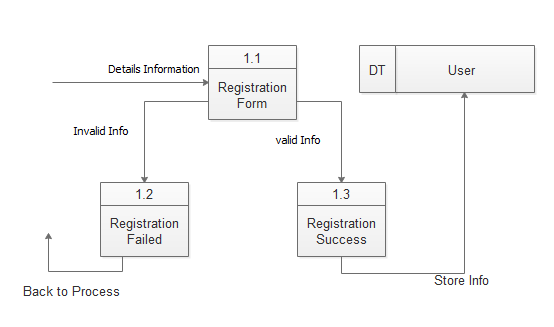 1.1
DT
User
Details Information
Registration
Form
Invalid Info
valid Info
1.2
1.3
Registration
Failed
Registration
Success
Store Info
Back to Process